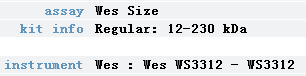 assay Wes Size
kit info Regular: 12-230 kDa
instrument Wes : Wes WS3312 - WS3312